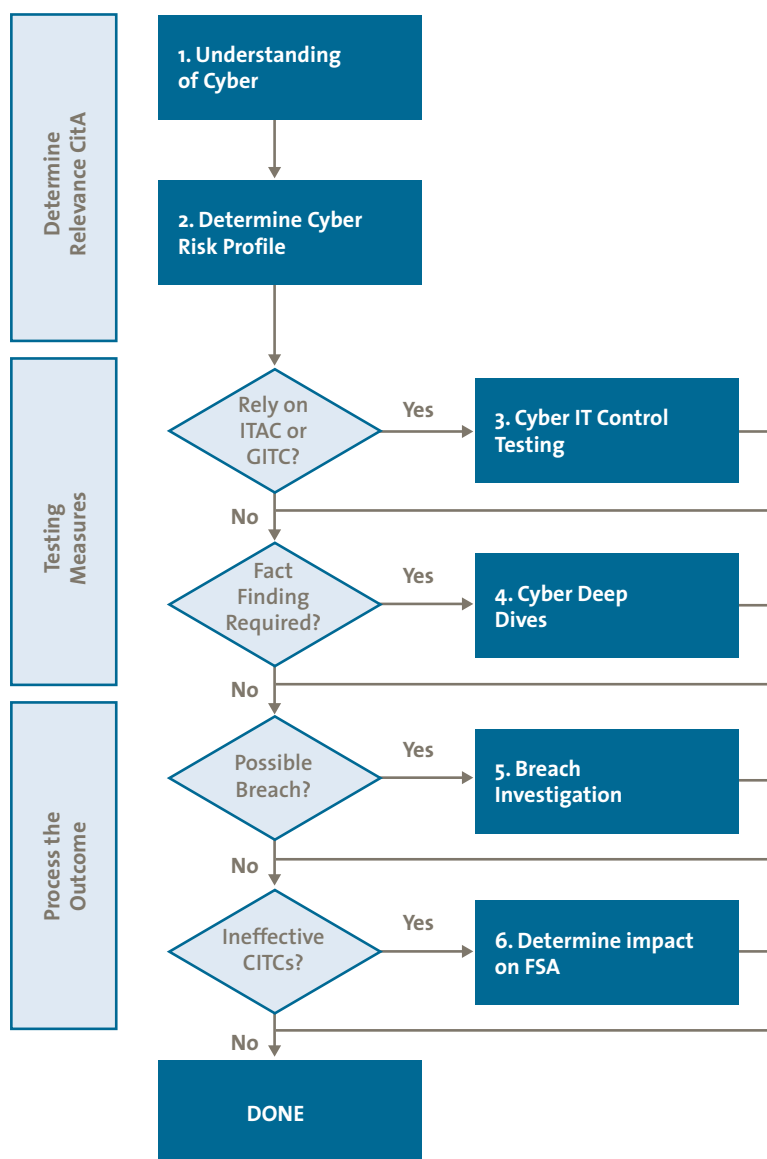 Determine
Relevance CitA
1. Understanding
of Cyber
2. Determine Cyber
Risk Profile
Testing
Measures
Rely on
ITAC or
GITC?
Yes
3. Cyber IT Control
Testing
No
Fact
Finding
Required?
Yes
4. Cyber Deep
Dives
No
Process the
Outcome
Possible
Breach?
Yes
5. Breach
Investigation
No
Ineffective
CITCs?
Yes
6. Determine impact
on FSA
No
DONE